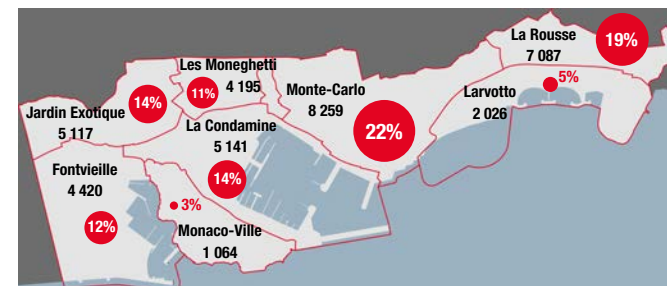 La Rousse
7 087
19%
Les Moneghetti
4 195
11%
Monte-Carlo
8 259
22%
Larvotto
2 026
5%
Jardin Exotique
5 117
14%
La Condamine
5 141
14%
Fontvieille
4 420
12%
3%
Monaco-Ville
1 064